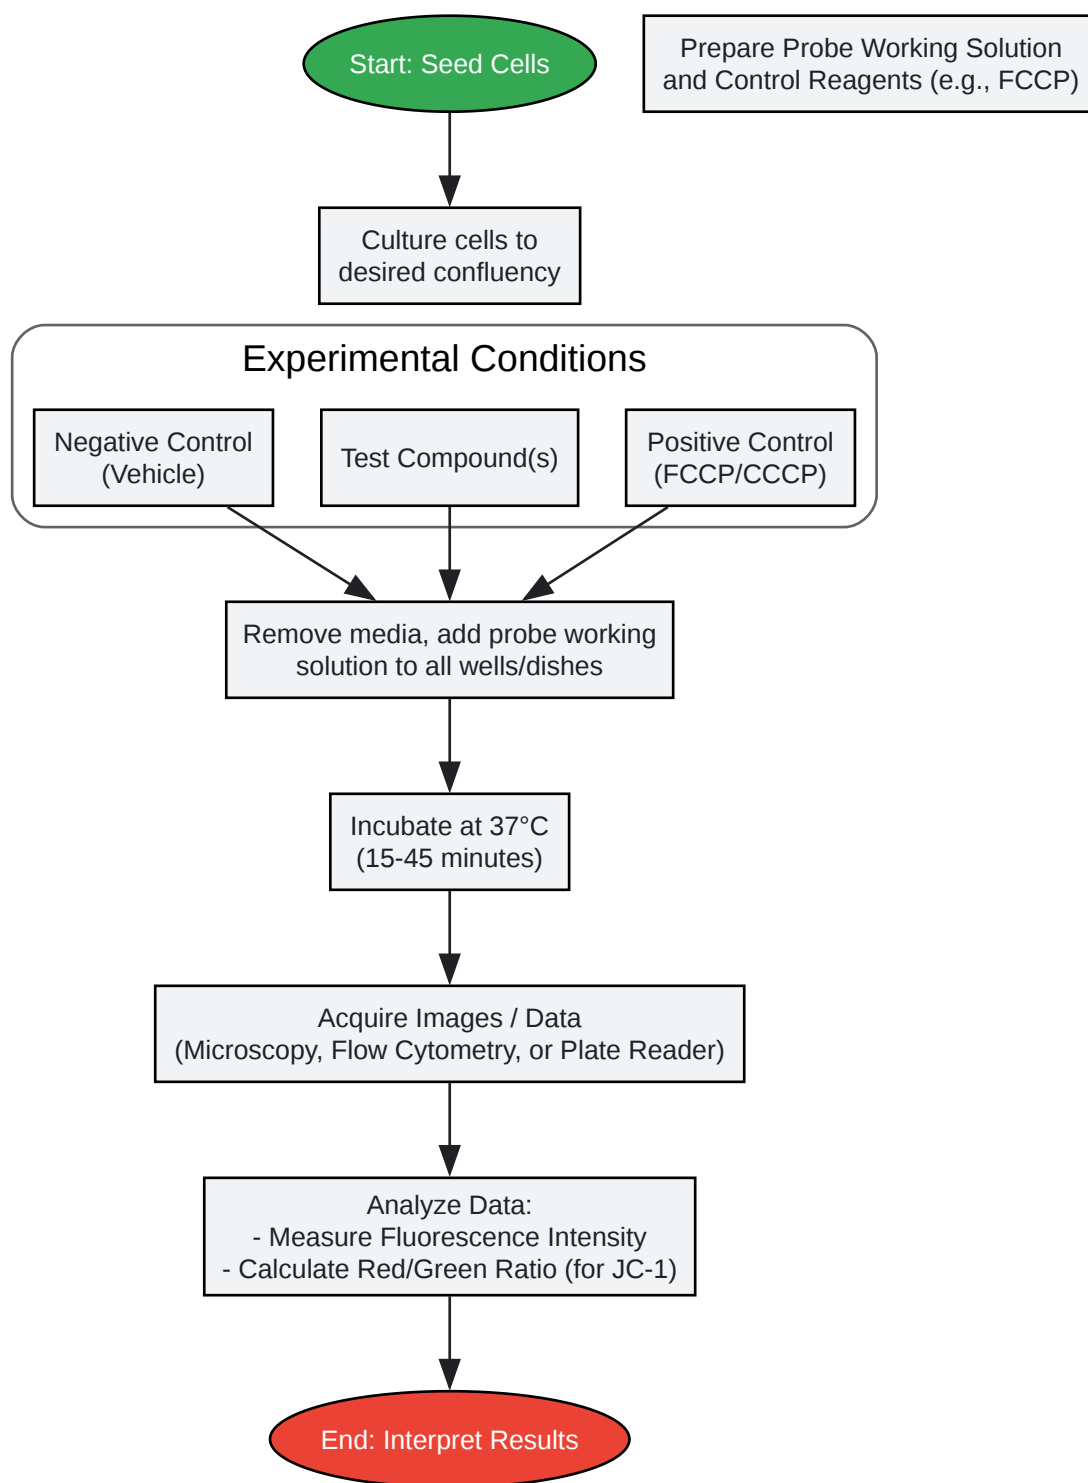 Start: Seed Cells
Prepare Probe Working Solution
and Control Reagents (e.g., FCCP)
Culture cells to
desired confluency
Experimental Conditions
Negative Control
(Vehicle)
Test Compound(s)
Positive Control
(FCCP/CCCP)
Remove media, add probe working
solution to all wells/dishes
Incubate at 37°C
(15-45 minutes)
Acquire Images / Data
(Microscopy, Flow Cytometry, or Plate Reader)
Analyze Data:
- Measure Fluorescence Intensity
- Calculate Red/Green Ratio (for JC-1)
End: Interpret Results